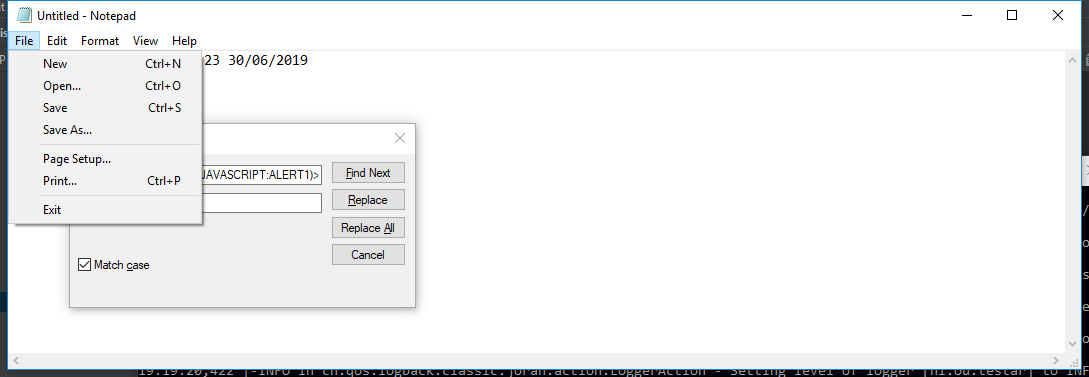 Untitled - Notepad
File Edit Format View Help
23 30/06/2019
New Ctrl+N
Open... Ctrl+O
Save Ctrl+S
Save As...
Page Setup...
Print... Ctrl+P
Exit
JAVASCRIPT:ALERT1)>
Find Next
Replace
Replace All
Cancel
Match case
19:19:20,422 |-INFO in ch.qos.logback.classic.joran.action.LoggerAction - Setting level of logger [nl.ou.testar] to INF